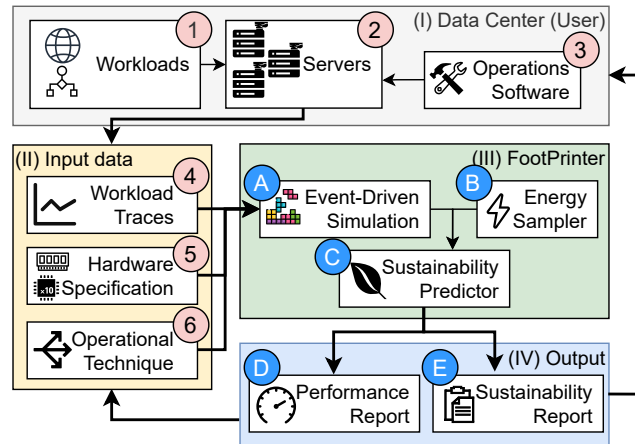 (I) Data Center (User)
1
Workloads
2
Servers
3
Operations
Software
(II) Input data
4
Workload
Traces
5
Hardware
Specification
x10
6
Operational
Technique
(III) FootPrinter
A
Event-Driven
Simulation
B
Energy
Sampler
C
Sustainability
Predictor
(IV) Output
D
Performance
Report
E
Sustainability
Report